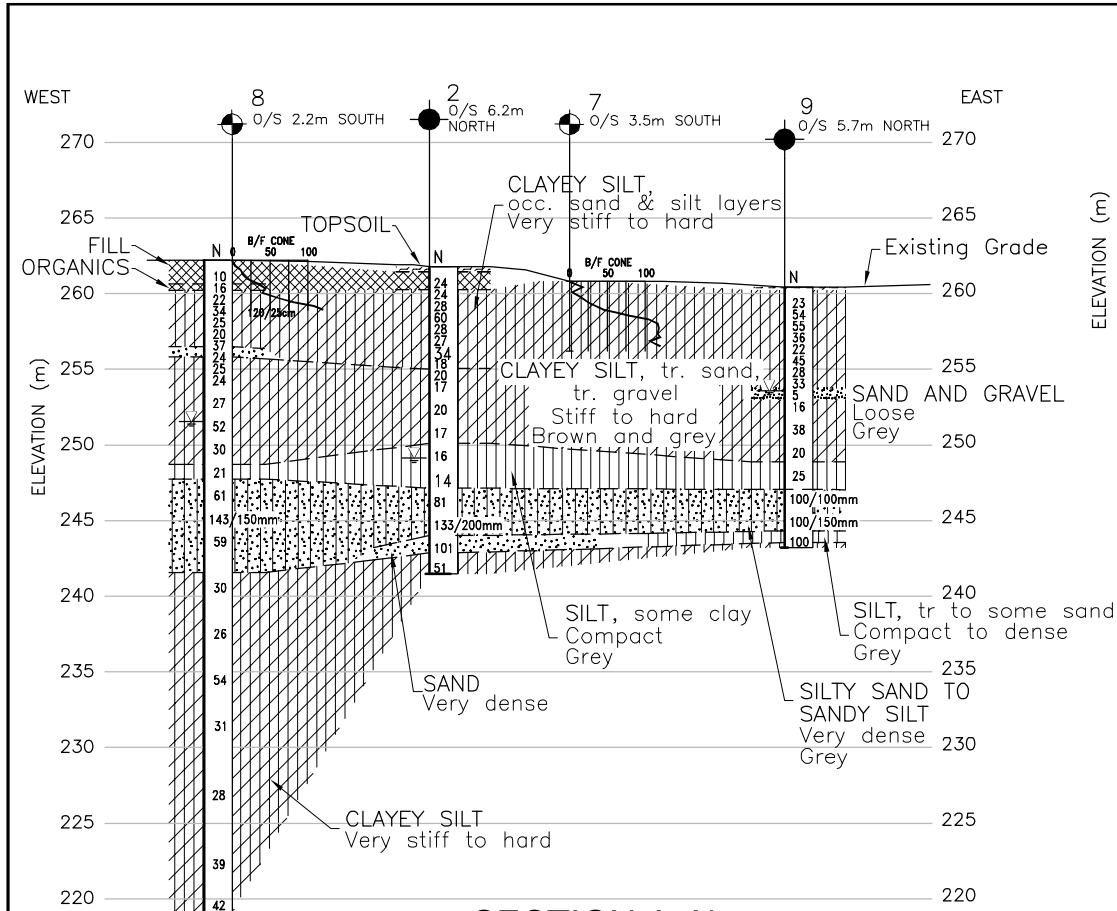 WEST
EAST
8
O/S 2.2m SOUTH
2
O/S 6.2m
NORTH
7
O/S 3.5m SOUTH
9
O/S 5.7m NORTH
270
270
CLAYEY SILT,
occ. sand & silt layers
Very stiff to hard
265
265
TOPSOIL
FILL
ORGANICS
Existing Grade
N
B/F CONE
0 50 100
N
B/F CONE
0 50 100
N
260
260
ELEVATION (m)
ELEVATION (m)
10
16
22
54
25
20
37
24
25
24
27
52
30
21
61
143/150mm
59
30
26
54
31
28
39
42
120/25cm
24
24
28
60
28
27
34
18
20
17
20
17
16
14
81
133/200mm
101
51
23
54
55
36
22
45
28
33
5
16
38
20
25
100/100mm
100/150mm
100
255
255
CLAYEY SILT, tr. sand,
tr. gravel
Stiff to hard
Brown and grey
SAND AND GRAVEL
Loose
Grey
250
250
245
245
240
240
SILT, some clay
Compact
Grey
SILT, tr to some sand
Compact to dense
Grey
235
235
SAND
Very dense
SILTY SAND TO
SANDY SILT
Very dense
Grey
230
230
225
225
CLAYEY SILT
Very stiff to hard
220
220